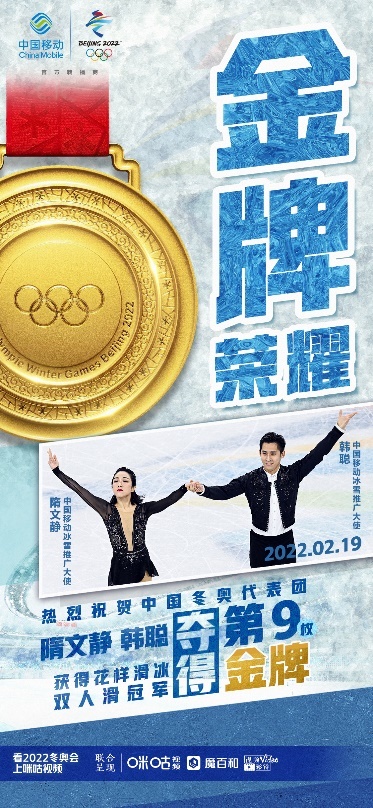 中国移动
China Mobile
BEIJING 2022
金牌
荣耀
Olympic Winter Games Beijing 2022
隋文静
中国移动冰雪推广大使
韩聪
中国移动冰雪推广大使
2022.02.19
热烈祝贺中国冬奥代表团
隋文静 韩聪 夺得 第9枚
获得花样滑冰
双人滑冠军
金牌
看2022冬奥会
上咪咕视频
联合
呈现
咪咕视频
魔百和